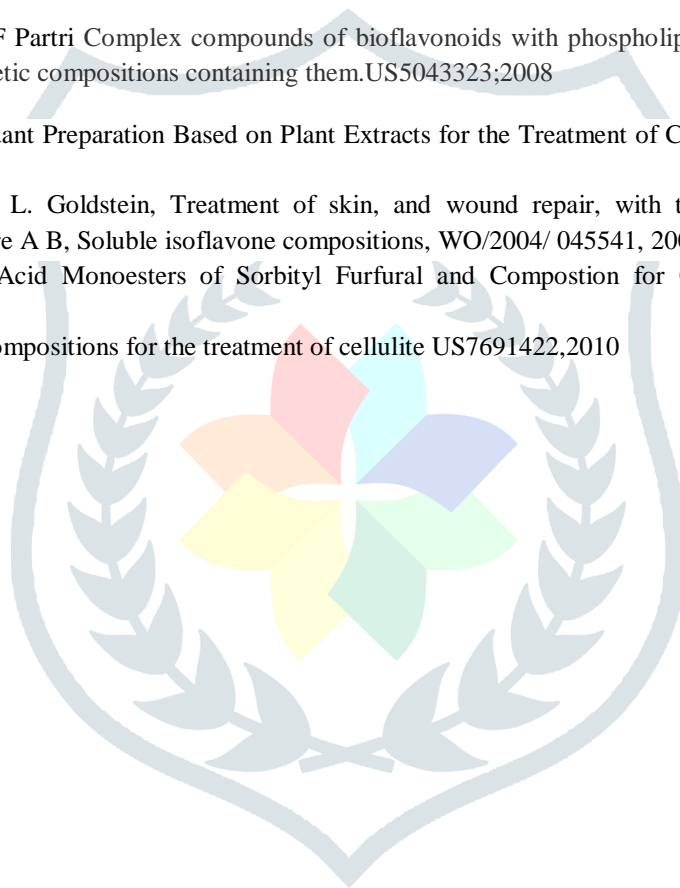 F Partri Complex compounds of bioflavonoids with phospholip
etic compositions containing them.US5043323;2008
ant Preparation Based on Plant Extracts for the Treatment of C
L. Goldstein, Treatment of skin, and wound repair, with t
re A B, Soluble isoflavone compositions, WO/2004/ 045541, 200
Acid Monoesters of Sorbityl Furfural and Compostion for
ompositions for the treatment of cellulite US7691422,2010